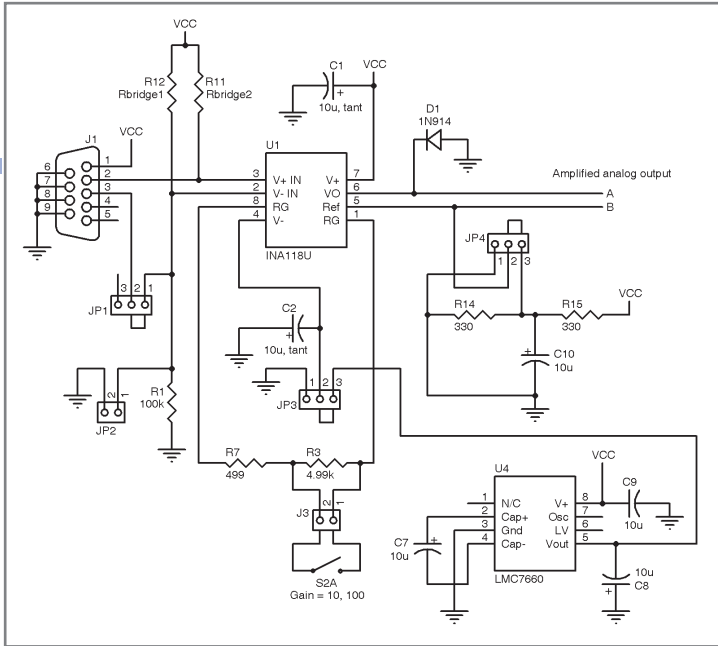 VCC
R12
Rbridge1
R11
Rbridge2
C1
+
10u, tant
VCC
D1
1N914
J1
VCC
6
7
8
9
1
2
3
4
5
U1
3 V+ IN V+ 7
2 V- IN VO 6
8 RG Ref 5
4 V- RG 1
INA118U
Amplified analog output
A
B
JP4
1 2 3
R14
330
R15
330
VCC
+
C10
10u
JP1
3 2 1
C2
+
10u, tant
JP2
2 1
R1
100k
JP3
1 2 3
R7
499
R3
4.99k
J3
2 1
S2A
Gain = 10, 100
U4
1 N/C V+ 8
2 Cap+ Osc 7
3 Gnd LV 6
4 Cap- Vout 5
LMC7660
VCC
C9
10u
C7
10u
+
10u
C8
+